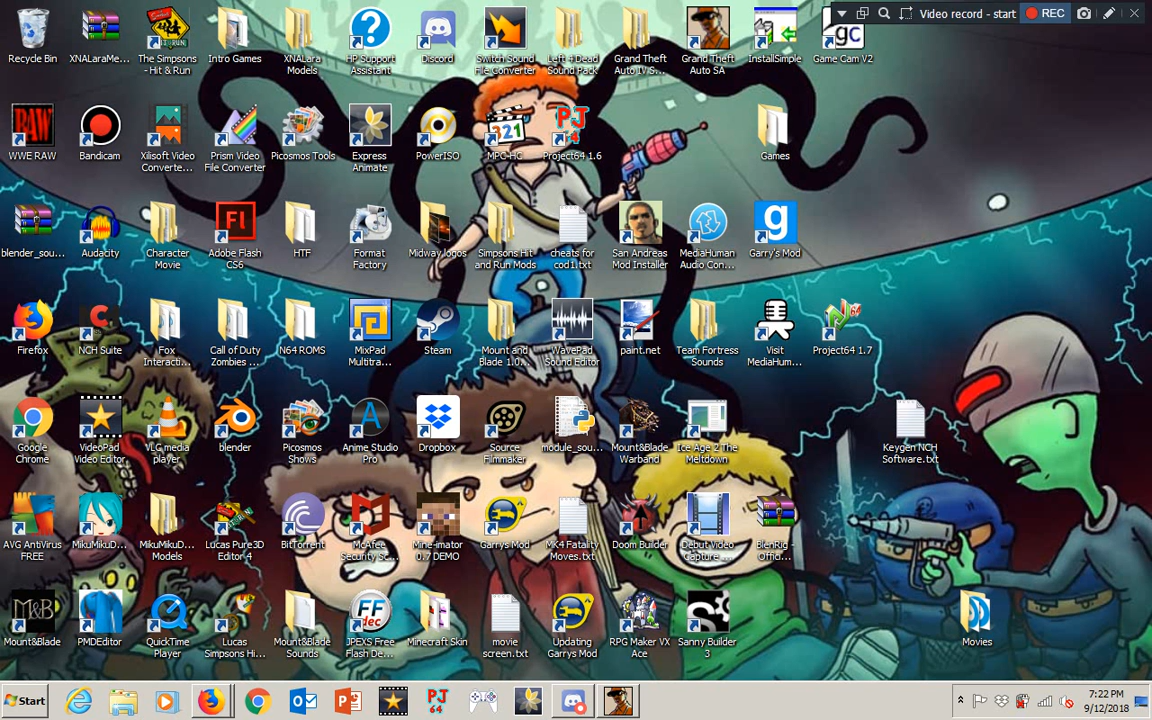 Video record - start
REC
Recycle Bin
XNALaraMe...
The Simpsons
- Hit & Run
Intro Games
XNALara
Models
HP Support
Assistant
Discord
Switch Sound
File Converter
Left 4 Dead
Sound Pack
Grand Theft
Auto IV S...
Grand Theft
Auto SA
InstallSimple
gc
Game Cam V2
RAW
WWE RAW
Bandicam
Xilisoft Video
Converte...
Prism Video
File Converter
Picosmos Tools
Express
Animate
PowerISO
321
MPC-HC
PJ
64
Project64 1.6
Games
blender_sou...
Audacity
Character
Movie
Fl
Adobe Flash
CS6
HTF
Format
Factory
Midway logos
Simpsons Hit
and Run Mods
cheats for
cod1.txt
San Andreas
Mod Installer
MediaHuman
Audio Con...
g
Garry's Mod
Firefox
NCH Suite
Fox
Interacti...
Call of Duty
Zombies ...
N64 ROMS
MixPad
Multitra...
Steam
Mount and
Blade 1.0...
WavePad
Sound Editor
paint.net
Team Fortress
Sounds
Visit
MediaHum...
Project64 1.7
Google
Chrome
VideoPad
Video Editor
VLC media
player
blender
Picosmos
Shows
Anime Studio
Pro
Dropbox
Source
Filmmaker
module_sou...
Mount&Blade
Warband
Ice Age 2 The
Meltdown
Keygen NCH
Software.txt
AVG AntiVirus
FREE
MikuMikuD...
MikuMikuD...
Models
Lucas Pure3D
Editor 4
BitTorrent
McAfee
Security Sc...
Mine-imator
0.7 DEMO
Garrys Mod
MK4 Fatality
Moves.txt
Doom Builder
Debut Video
Capture ...
BlenRig -
Offici...
M&B
Mount&Blade
PMDEditor
QuickTime
Player
Lucas
Simpsons Hi...
Mount&Blade
Sounds
FF
dec
JPEXS Free
Flash De...
Minecraft Skin
movie
screen.txt
Updating
Garrys Mod
RPG Maker VX
Ace
Sanny Builder
3
Movies
Start
PJ
64
7:22 PM
9/12/2018